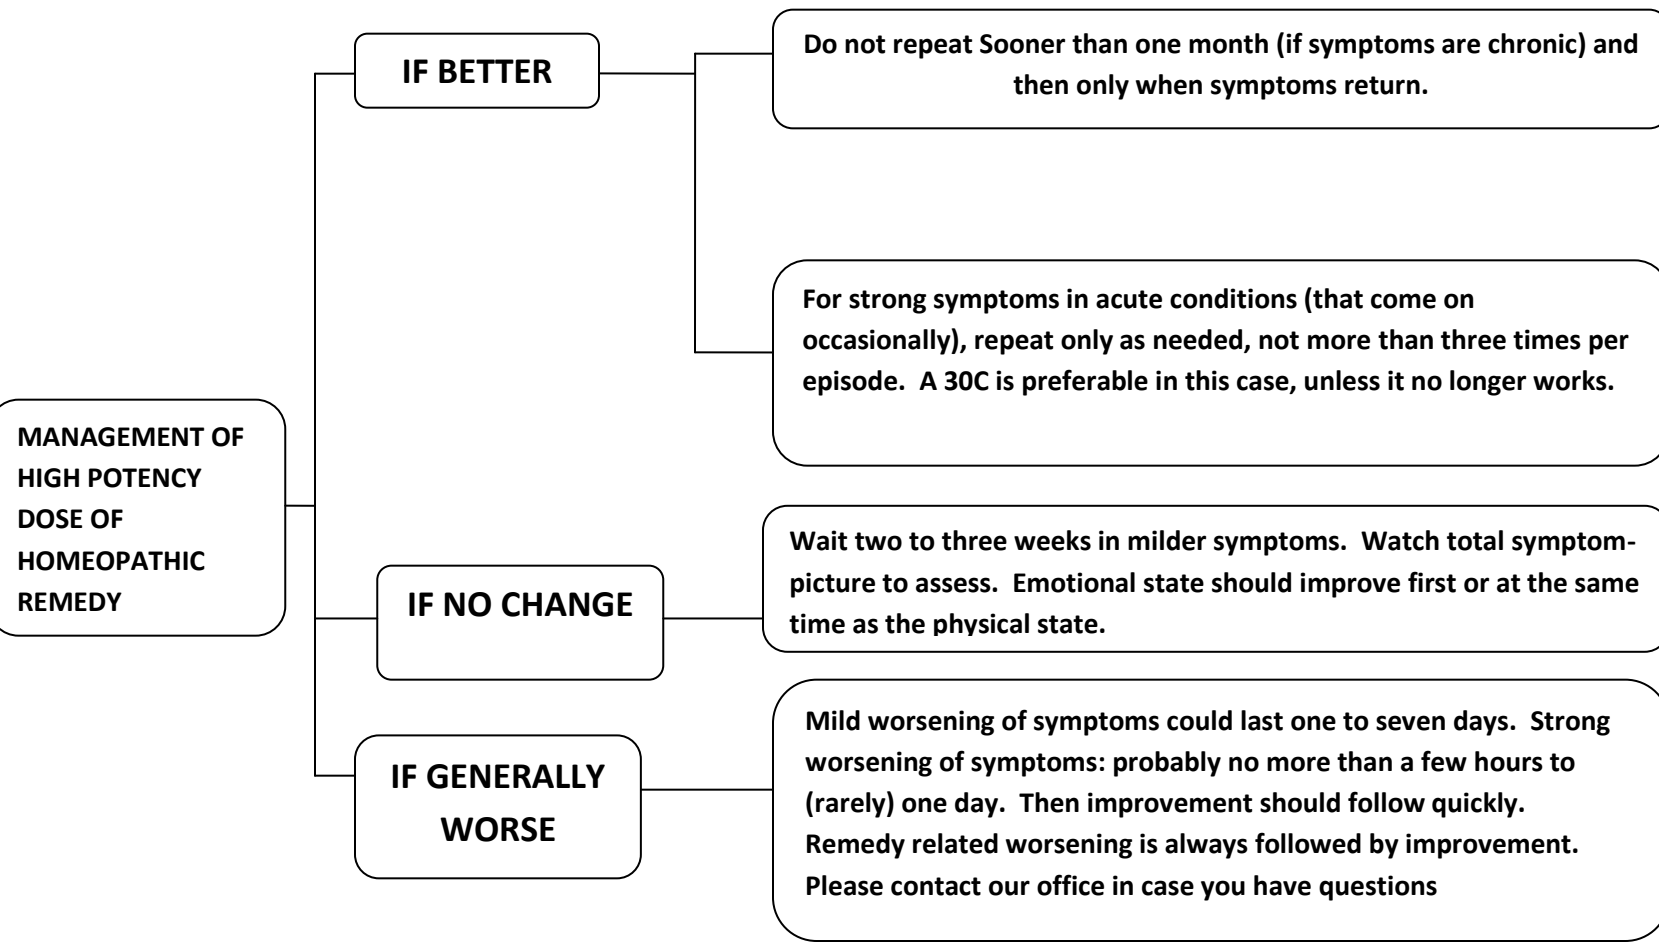 IF BETTER
Do not repeat Sooner than one month (if symptoms are chronic) and
then only when symptoms return.
For strong symptoms in acute conditions (that come on
occasionally), repeat only as needed, not more than three times per
episode.  A 30C is preferable in this case, unless it no longer works.
MANAGEMENT OF
HIGH POTENCY
DOSE OF
HOMEOPATHIC
REMEDY
IF NO CHANGE
Wait two to three weeks in milder symptoms.  Watch total symptom-
picture to assess.  Emotional state should improve first or at the same
time as the physical state.
IF GENERALLY
WORSE
Mild worsening of symptoms could last one to seven days.  Strong
worsening of symptoms: probably no more than a few hours to
(rarely) one day.  Then improvement should follow quickly.
Remedy related worsening is always followed by improvement.
Please contact our office in case you have questions